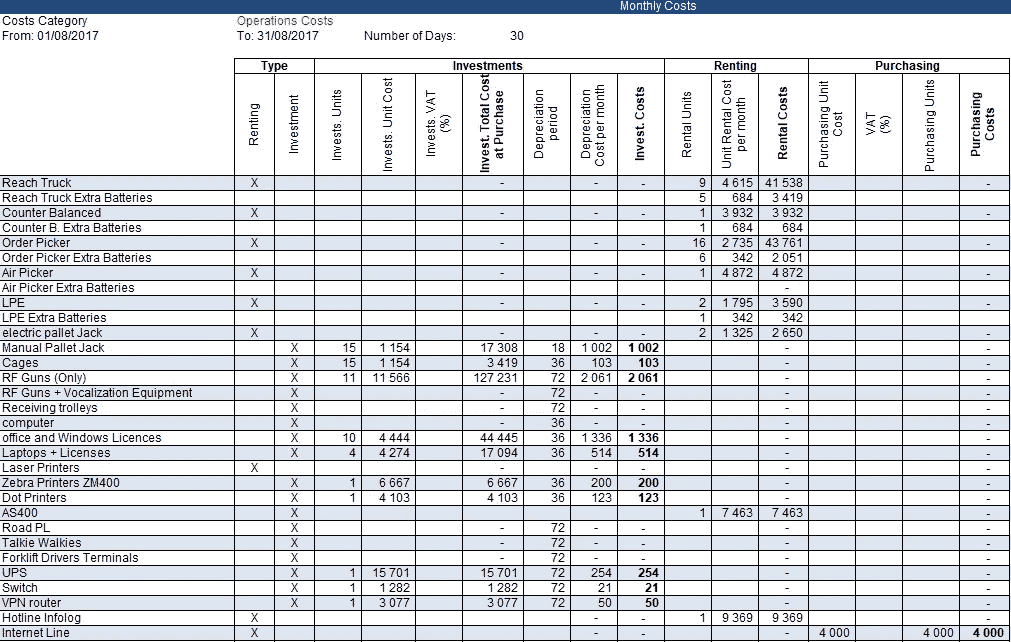 Monthly Costs
Costs Category Operations Costs
From: 01/08/2017 To: 31/08/2017 Number of Days: 30
Type Investments Renting Purchasing
Renting Investment Invests. Units Invests. Unit Cost Invests. VAT (%) Invest. Total Cost at Purchase Depreciation period Depreciation Cost per month Invest. Costs Rental Units Unit Rental Cost per month Rental Costs Purchasing Unit Cost VAT (%) Purchasing Units Purchasing Costs
Reach Truck X - - - 9 4 615 41 538 -
Reach Truck Extra Batteries 5 684 3 419
Counter Balanced X - - - 1 3 932 3 932 -
Counter B. Extra Batteries 1 684 684
Order Picker X - - - 16 2 735 43 761 -
Order Picker Extra Batteries 6 342 2 051
Air Picker X - - - 1 4 872 4 872 -
Air Picker Extra Batteries -
LPE X - - - 2 1 795 3 590 -
LPE Extra Batteries 1 342 342
electric pallet Jack X - - - 2 1 325 2 650 -
Manual Pallet Jack X 15 1 154 17 308 18 1 002 1 002 - -
Cages X 15 1 154 3 419 36 103 103 - -
RF Guns (Only) X 11 11 566 127 231 72 2 061 2 061 - -
RF Guns + Vocalization Equipment X - 72 - - - -
Receiving trolleys X - 72 - - - -
computer X - 36 - - - -
office and Windows Licences X 10 4 444 44 445 36 1 336 1 336 - -
Laptops + Licenses X 4 4 274 17 094 36 514 514 - -
Laser Printers X - - - - -
Zebra Printers ZM400 X 1 6 667 6 667 36 200 200 - -
Dot Printers X 1 4 103 4 103 36 123 123 - -
AS400 X 1 7 463 7 463 -
Road PL X - 72 - - - -
Talkie Walkies X - 72 - - - -
Forklift Drivers Terminals X - 72 - - - -
UPS X 1 15 701 15 701 72 254 254 - -
Switch X 1 1 282 1 282 72 21 21 - -
VPN router X 1 3 077 3 077 72 50 50 - -
Hotline Infolog X - - 1 9 369 9 369 -
Internet Line X - - - 4 000 4 000 4 000